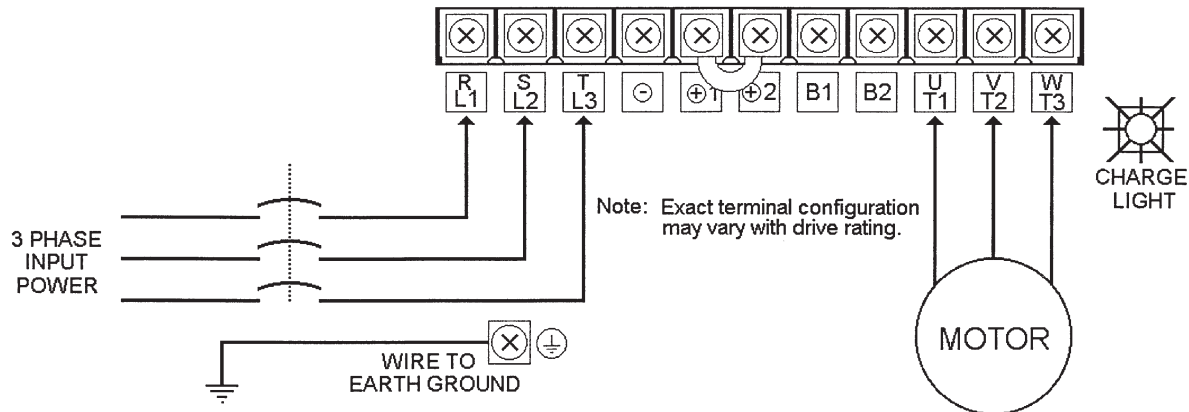 R S T U V W
L1 L2 L3 ⊖ ⊕1 ⊕2 B1 B2 T1 T2 T3
CHARGE
LIGHT
Note: Exact terminal configuration
may vary with drive rating.
3 PHASE
INPUT
POWER
MOTOR
WIRE TO
EARTH GROUND